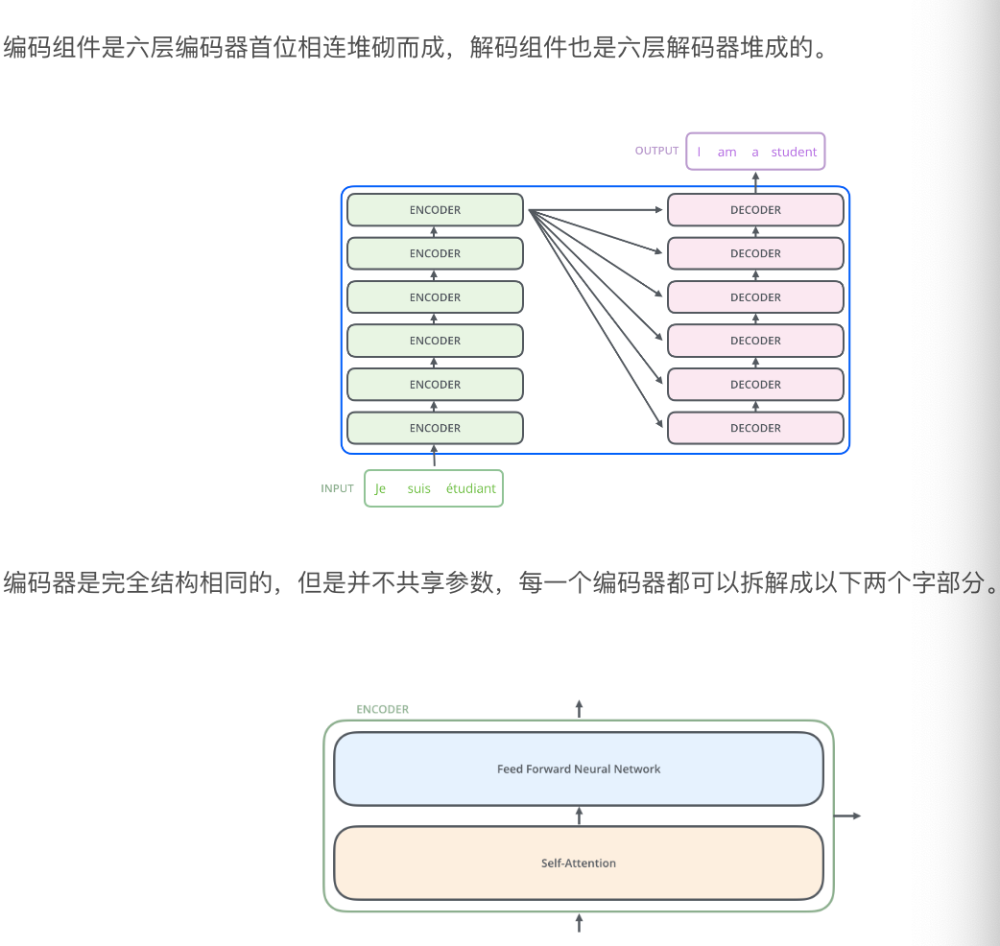 编码组件是六层编码器首位相连堆砌而成，解码组件也是六层解码器堆成的。
OUTPUT I am a student
ENCODER DECODER
ENCODER DECODER
ENCODER DECODER
ENCODER DECODER
ENCODER DECODER
ENCODER DECODER
INPUT Je suis étudiant
编码器是完全结构相同的，但是并不共享参数，每一个编码器都可以拆解成以下两个字部分。
ENCODER
Feed Forward Neural Network
Self-Attention